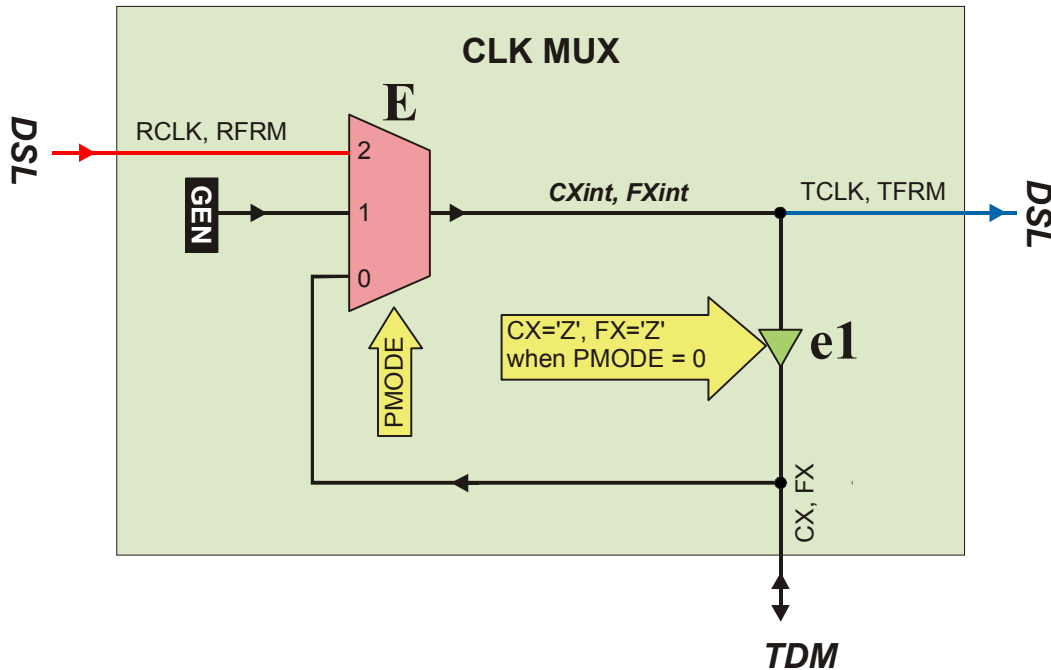 CLK MUX
E
DSL
RCLK, RFRM
2
GEN
1
0
CXint, FXint
TCLK, TFRM
DSL
PMODE
CX='Z', FX='Z'
when PMODE = 0
e1
CX, FX
TDM